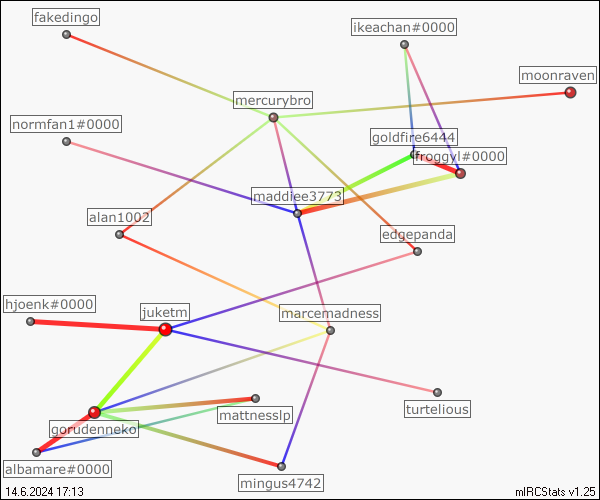 fakedingo
ikeachan#0000
moonraven
mercurybro
normfan1#0000
goldfire6444
froggyl#0000
maddiee3773
alan1002
edgepanda
hjoenk#0000
juketm
marcemadness
turtelious
mattnesslp
gorudenneko
albamare#0000
mingus4742
14.6.2024 17:13
mIRCStats v1.25